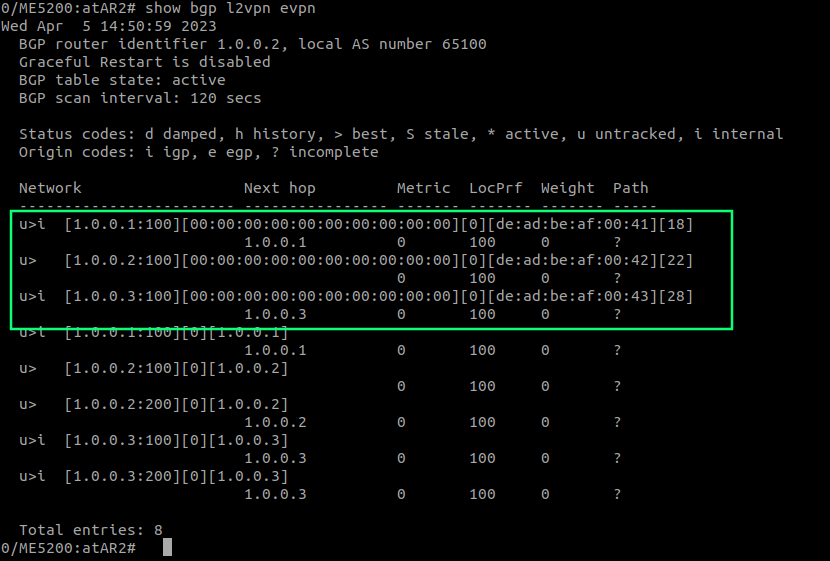 0/ME5200:atAR2# show bgp l2vpn evpn
Wed Apr  5 14:50:59 2023
  BGP router identifier 1.0.0.2, local AS number 65100
  Graceful Restart is disabled
  BGP table state: active
  BGP scan interval: 120 secs

  Status codes: d damped, h history, > best, S stale, * active, u untracked, i internal
  Origin codes: i igp, e egp, ? incomplete

  Network                  Next hop         Metric  LocPrf  Weight  Path
  ------------------------ ---------------- ------- ------- ------- -----
  u>i  [1.0.0.1:100][00:00:00:00:00:00:00:00:00:00][0][de:ad:be:af:00:41][18]
                           1.0.0.1          0       100     0       ?
  u>   [1.0.0.2:100][00:00:00:00:00:00:00:00:00:00][0][de:ad:be:af:00:42][22]
                                            0       100     0       ?
  u>i  [1.0.0.3:100][00:00:00:00:00:00:00:00:00:00][0][de:ad:be:af:00:43][28]
                           1.0.0.3          0       100     0       ?
  u>i  [1.0.0.1:100][0][1.0.0.1]
                           1.0.0.1          0       100     0       ?
  u>   [1.0.0.2:100][0][1.0.0.2]
                                            0       100     0       ?
  u>   [1.0.0.2:200][0][1.0.0.2]
                           1.0.0.2          0       100     0       ?
  u>i  [1.0.0.3:100][0][1.0.0.3]
                           1.0.0.3          0       100     0       ?
  u>i  [1.0.0.3:200][0][1.0.0.3]
                           1.0.0.3          0       100     0       ?

  Total entries: 8
0/ME5200:atAR2#